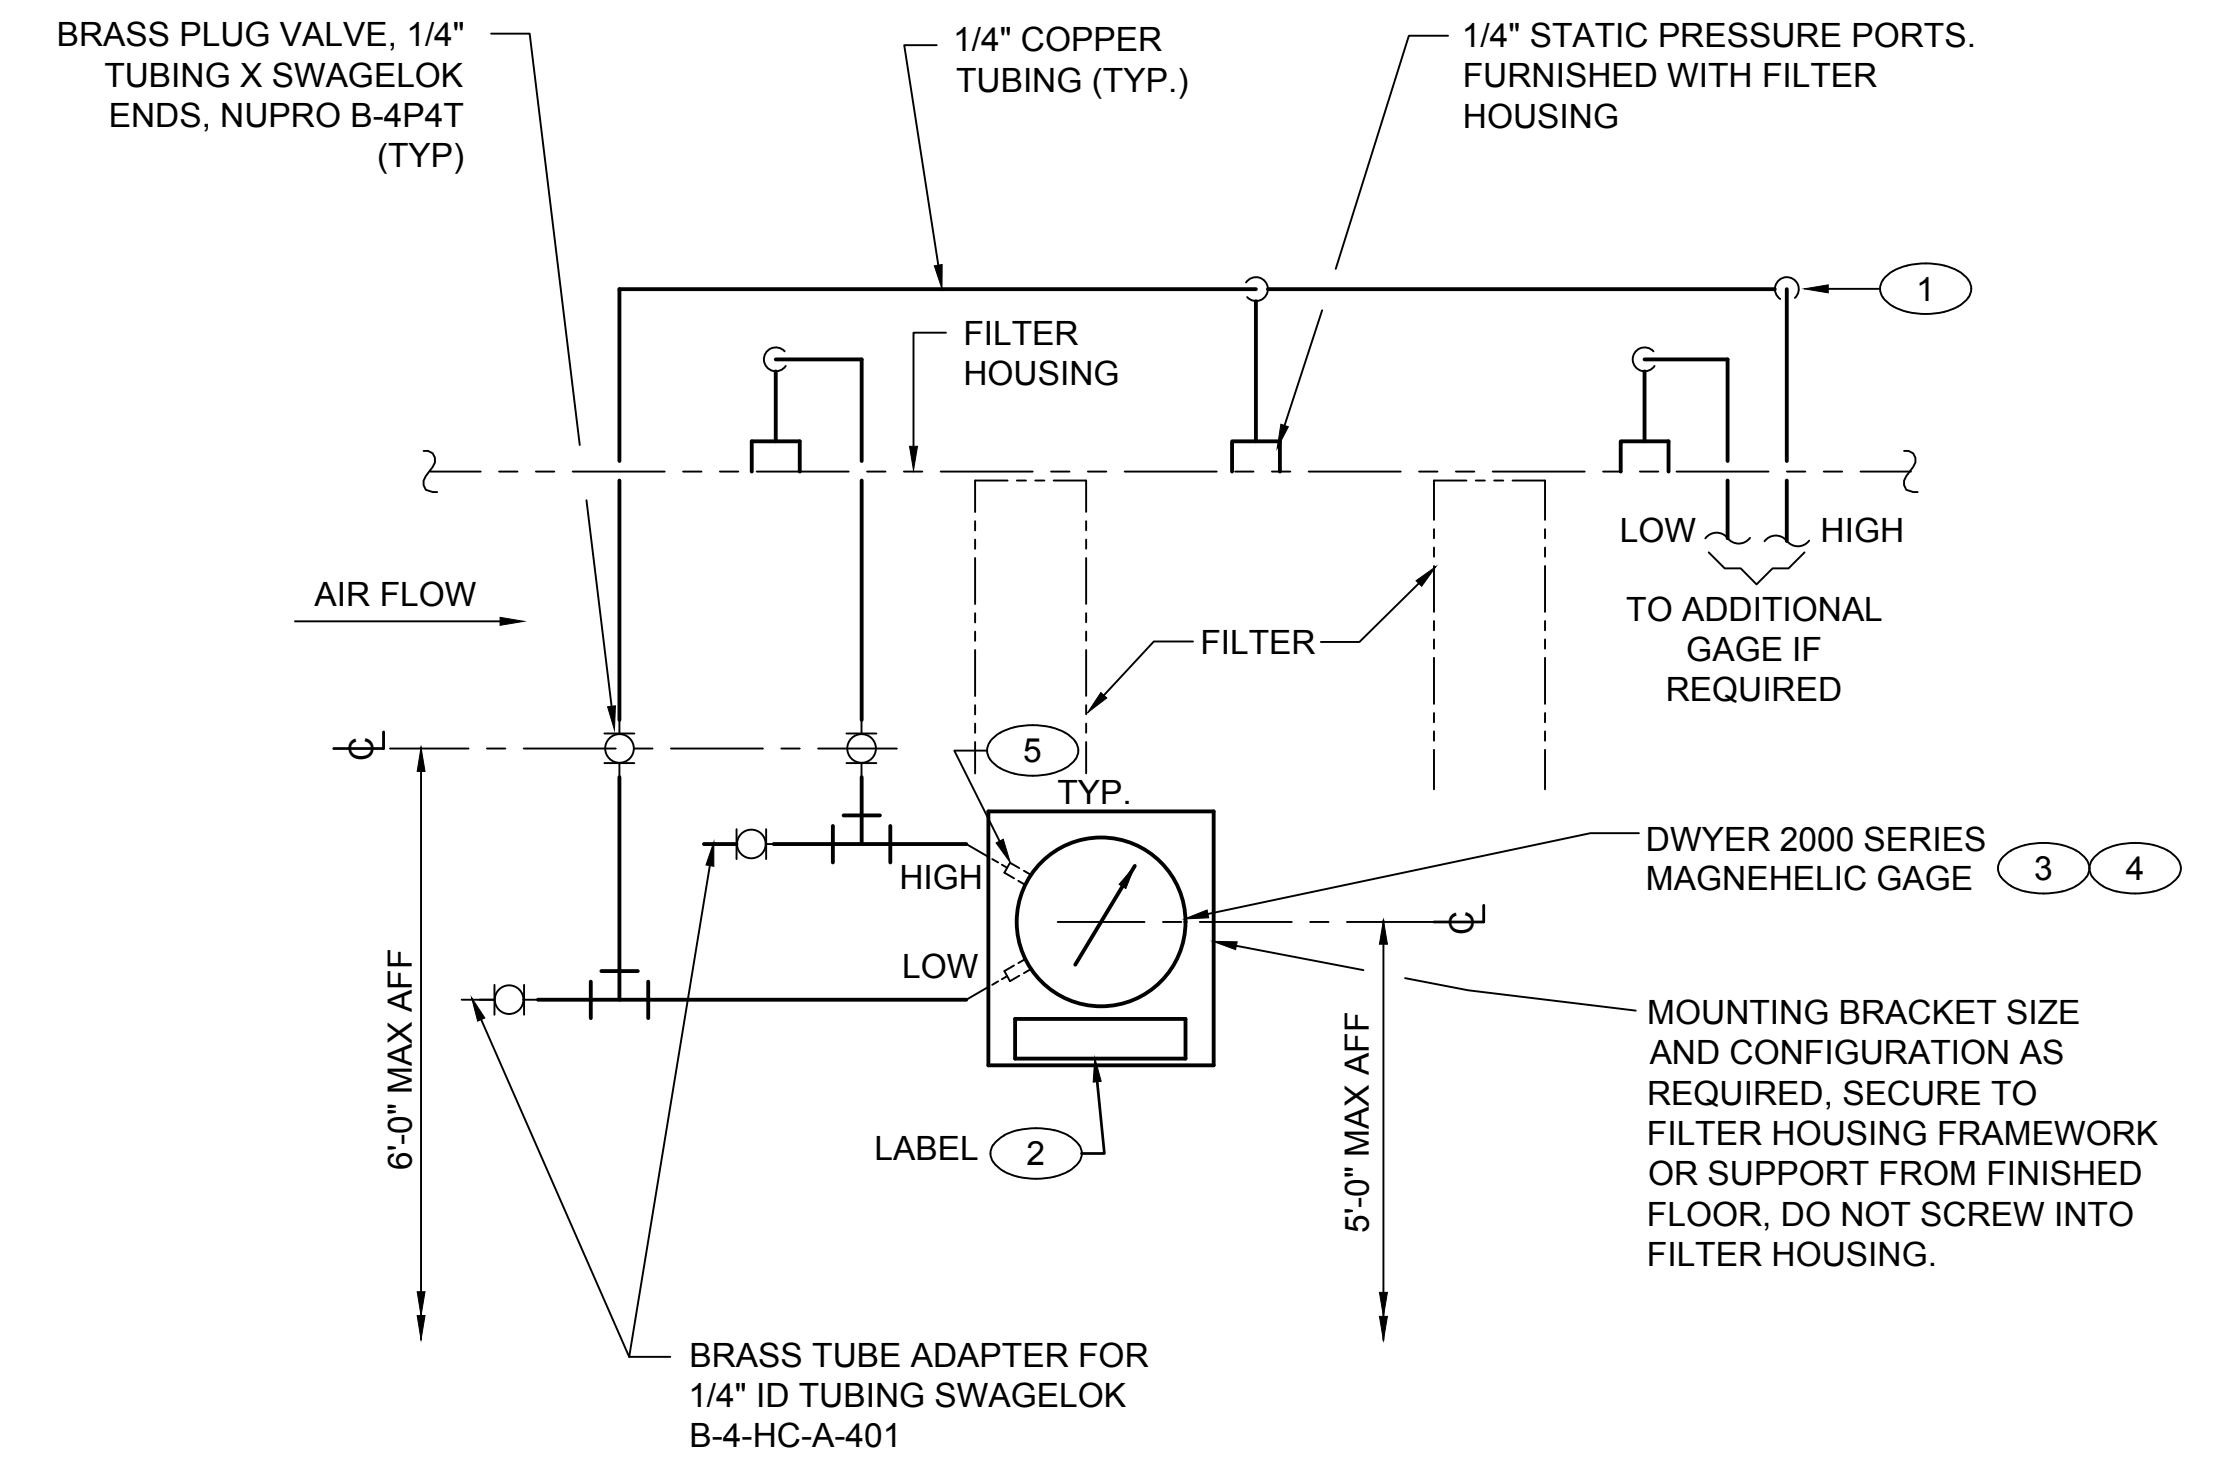 BRASS PLUG VALVE, 1/4"
TUBING X SWAGELOK
ENDS, NUPRO B-4P4T
(TYP)
1/4" COPPER
TUBING (TYP.)
1/4" STATIC PRESSURE PORTS.
FURNISHED WITH FILTER
HOUSING
1
FILTER
HOUSING
LOW
HIGH
AIR FLOW
TO ADDITIONAL
GAGE IF
REQUIRED
FILTER
5
TYP.
HIGH
LOW
DWYER 2000 SERIES
MAGNEHELIC GAGE
3
4
℄
℄
6'-0" MAX AFF
5'-0" MAX AFF
MOUNTING BRACKET SIZE
AND CONFIGURATION AS
REQUIRED, SECURE TO
FILTER HOUSING FRAMEWORK
OR SUPPORT FROM FINISHED
FLOOR, DO NOT SCREW INTO
FILTER HOUSING.
LABEL
2
BRASS TUBE ADAPTER FOR
1/4" ID TUBING SWAGELOK
B-4-HC-A-401